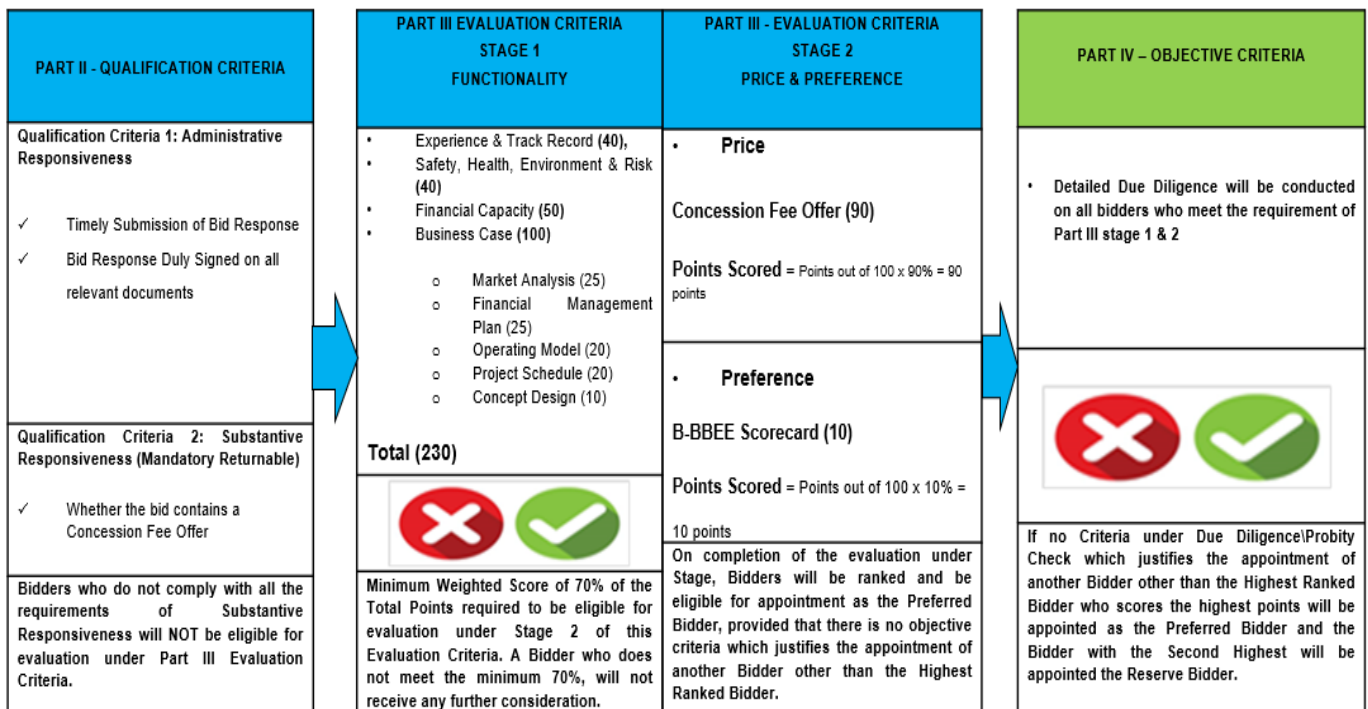 PART II - QUALIFICATION CRITERIA
Qualification Criteria 1: Administrative
Responsiveness
✓ Timely Submission of Bid Response
✓ Bid Response Duly Signed on all
relevant documents
Qualification Criteria 2: Substantive
Responsiveness (Mandatory Returnable)
✓ Whether the bid contains a
Concession Fee Offer
Bidders who do not comply with all the
requirements of Substantive
Responsiveness will NOT be eligible for
evaluation under Part III Evaluation
Criteria.
PART III EVALUATION CRITERIA
STAGE 1
FUNCTIONALITY
• Experience & Track Record (40),
• Safety, Health, Environment & Risk
(40)
• Financial Capacity (50)
• Business Case (100)
o Market Analysis (25)
o Financial Management
Plan (25)
o Operating Model (20)
o Project Schedule (20)
o Concept Design (10)
Total (230)
Minimum Weighted Score of 70% of the
Total Points required to be eligible for
evaluation under Stage 2 of this
Evaluation Criteria. A Bidder who does
not meet the minimum 70%, will not
receive any further consideration.
PART III - EVALUATION CRITERIA
STAGE 2
PRICE & PREFERENCE
• Price
Concession Fee Offer (90)
Points Scored = Points out of 100 x 90% = 90
points
• Preference
B-BBEE Scorecard (10)
Points Scored = Points out of 100 x 10% =
10 points
On completion of the evaluation under
Stage, Bidders will be ranked and be
eligible for appointment as the Preferred
Bidder, provided that there is no objective
criteria which justifies the appointment of
another Bidder other than the Highest
Ranked Bidder.
PART IV – OBJECTIVE CRITERIA
• Detailed Due Diligence will be conducted
on all bidders who meet the requirement of
Part III stage 1 & 2
If no Criteria under Due Diligence\Probity
Check which justifies the appointment of
another Bidder other than the Highest Ranked
Bidder who scores the highest points will be
appointed as the Preferred Bidder and the
Bidder with the Second Highest will be
appointed the Reserve Bidder.